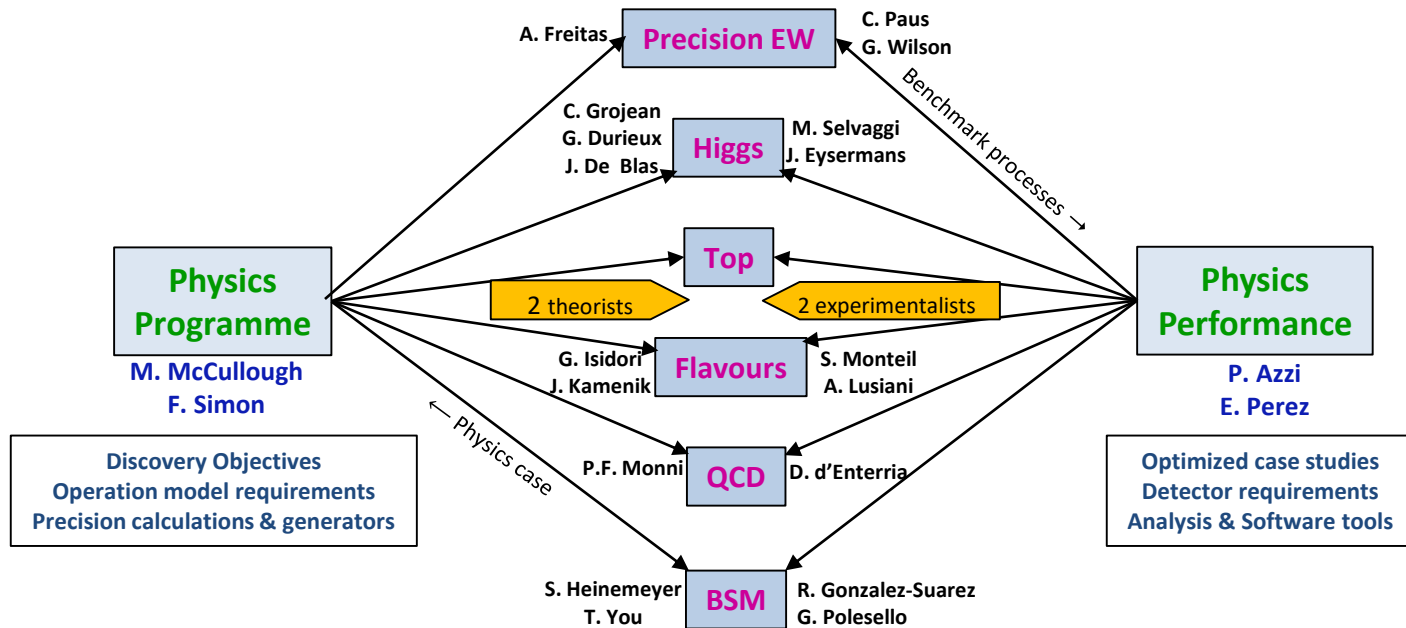 A. Freitas
Precision EW
C. Paus
G. Wilson
Benchmark processes →
C. Grojean
G. Durieux
J. De Blas
Higgs
M. Selvaggi
J. Eysermans
Physics
Programme
M. McCullough
F. Simon
Top
2 theorists
2 experimentalists
Physics
Performance
P. Azzi
E. Perez
G. Isidori
J. Kamenik
Flavours
S. Monteil
A. Lusiani
← Physics case
Discovery Objectives
Operation model requirements
Precision calculations & generators
P.F. Monni
QCD
D. d’Enterria
Optimized case studies
Detector requirements
Analysis & Software tools
S. Heinemeyer
T. You
BSM
R. Gonzalez-Suarez
G. Polesello